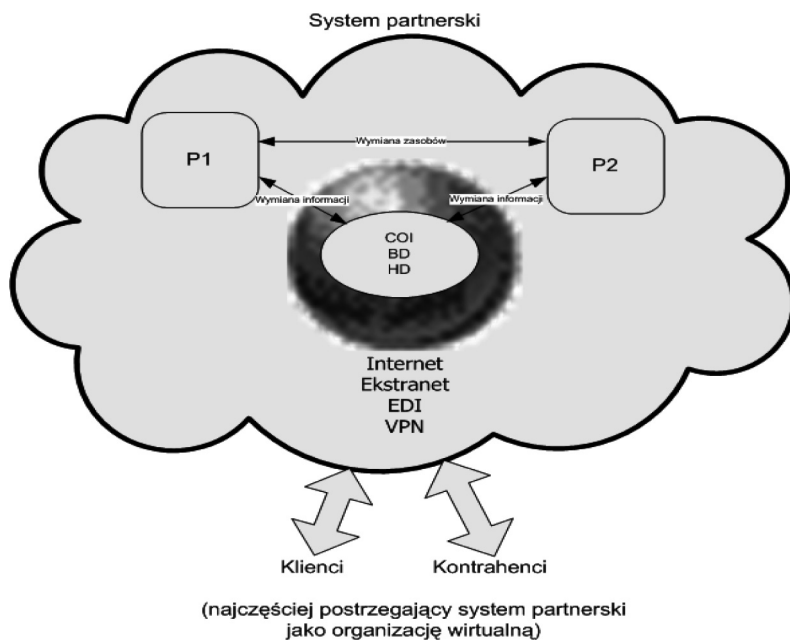 System partnerski
P1
Wymiana zasobów
P2
Wymiana informacji
Wymiana informacji
COI
BD
HD
Internet
Ekstranet
EDI
VPN
Klienci
Kontrahenci
(najczęściej postrzegający system partnerski
jako organizację wirtualną)